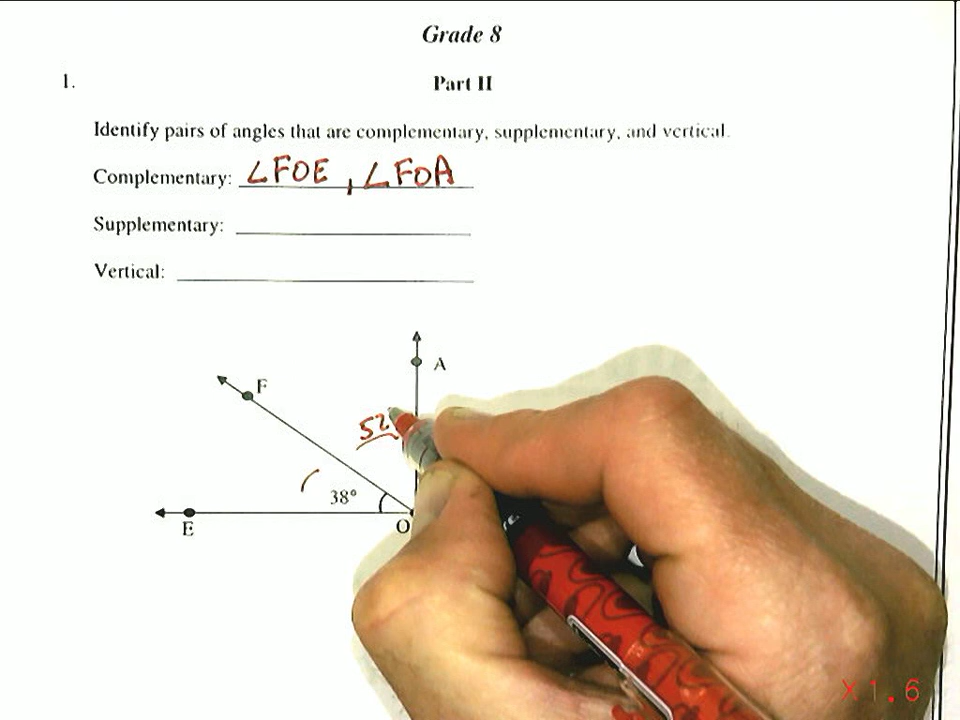 Grade 8
1.
Part II
Identify pairs of angles that are complementary, supplementary, and vertical.
Complementary: ∠FOE , ∠FOA
Supplementary:
Vertical:
A
F
52
38°
E
O
X1.6